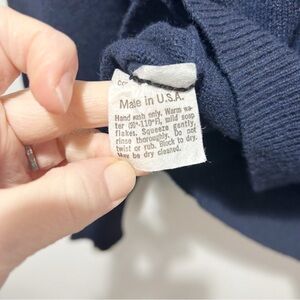 Made in U.S.A.
Hand wash only. Warm wa-
ter (90°-110°F), mild soap
flakes. Squeeze gently,
rinse thoroughly. Do not
twist or rub. Block to dry.
May be dry cleaned.